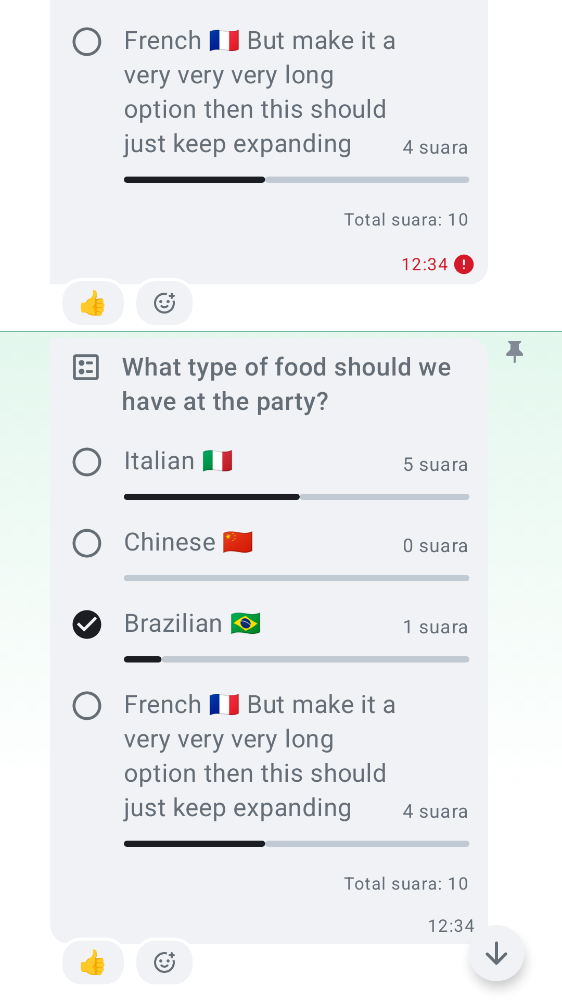 French 🇫🇷 But make it a
very very very long
option then this should
just keep expanding
4 suara
Total suara: 10
12:34
👍
What type of food should we
have at the party?
Italian 🇮🇹
5 suara
Chinese 🇨🇳
0 suara
Brazilian 🇧🇷
1 suara
French 🇫🇷 But make it a
very very very long
option then this should
just keep expanding
4 suara
Total suara: 10
12:34
👍